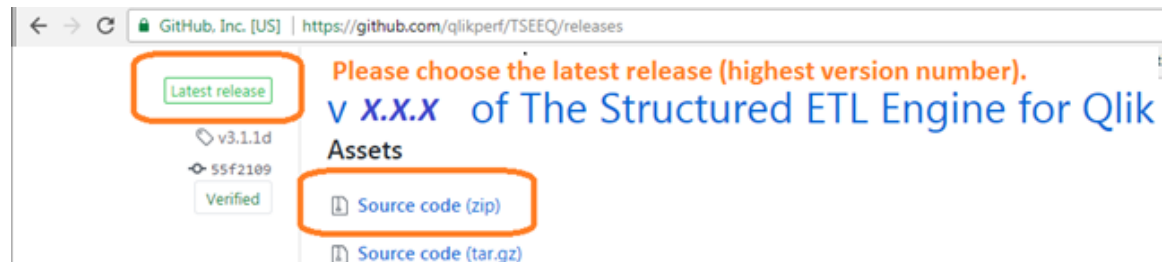 GitHub, Inc. [US] | https://github.com/qlikperf/TSEEQ/releases
Latest release
v3.1.1d
55f2109
Verified
Please choose the latest release (highest version number).
v x.x.x of The Structured ETL Engine for Qlik
Assets
Source code (zip)
Source code (tar.gz)